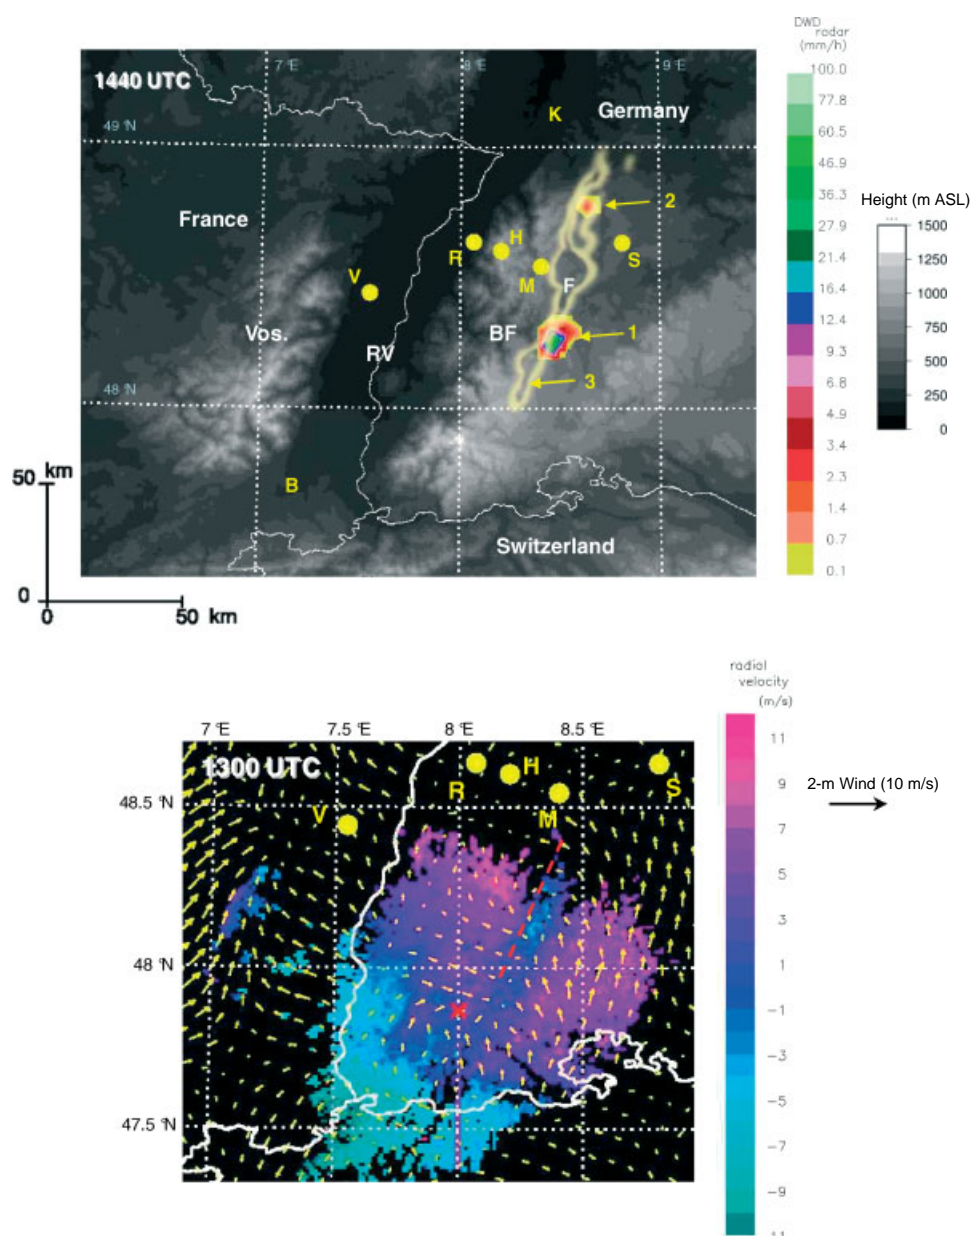 DWD
radar
(mm/h)
1440 UTC
7 °E
8 °E
9 °E
100.0
77.8
60.5
46.9
36.3
27.9
21.4
16.4
12.4
9.3
6.8
4.9
3.4
2.3
1.4
0.7
0.1
K
Germany
49 °N
Height (m ASL)
...
1500
1250
1000
750
500
250
0
2
France
R
H
S
V
M
F
Vos.
BF
1
RV
3
48 °N
50 km
B
Switzerland
0
0
50 km
radial
velocity
(m/s)
7 °E
7.5 °E
8 °E
8.5 °E
1300 UTC
R
H
S
V
M
48.5 °N
48 °N
47.5 °N
11
9
7
5
3
1
-1
-3
-5
-7
-9
-11
2-m Wind (10 m/s)